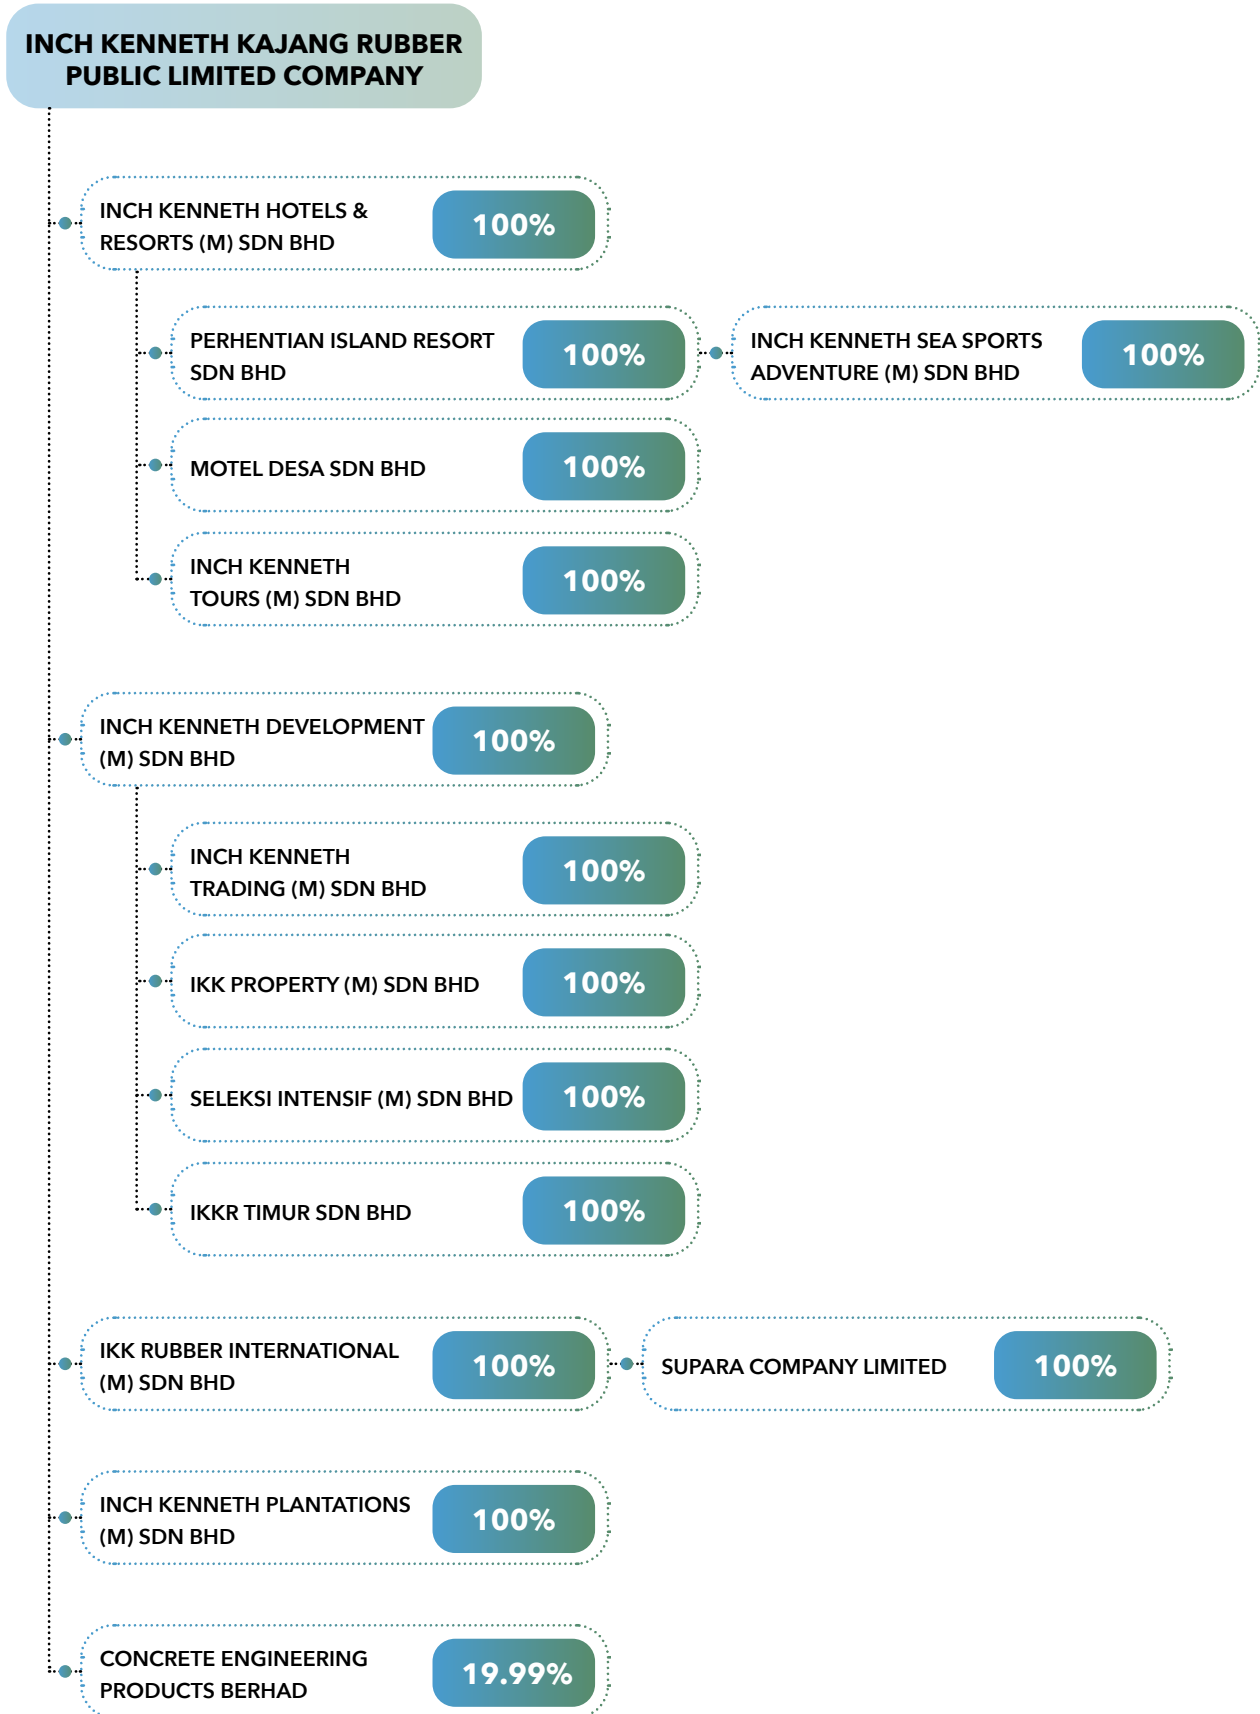 INCH KENNETH KAJANG RUBBER
PUBLIC LIMITED COMPANY
INCH KENNETH HOTELS &
RESORTS (M) SDN BHD
100%
PERHENTIAN ISLAND RESORT
SDN BHD
100%
INCH KENNETH SEA SPORTS
ADVENTURE (M) SDN BHD
100%
MOTEL DESA SDN BHD
100%
INCH KENNETH
TOURS (M) SDN BHD
100%
INCH KENNETH DEVELOPMENT
(M) SDN BHD
100%
INCH KENNETH
TRADING (M) SDN BHD
100%
IKK PROPERTY (M) SDN BHD
100%
SELEKSI INTENSIF (M) SDN BHD
100%
IKKR TIMUR SDN BHD
100%
IKK RUBBER INTERNATIONAL
(M) SDN BHD
100%
SUPARA COMPANY LIMITED
100%
INCH KENNETH PLANTATIONS
(M) SDN BHD
100%
CONCRETE ENGINEERING
PRODUCTS BERHAD
19.99%